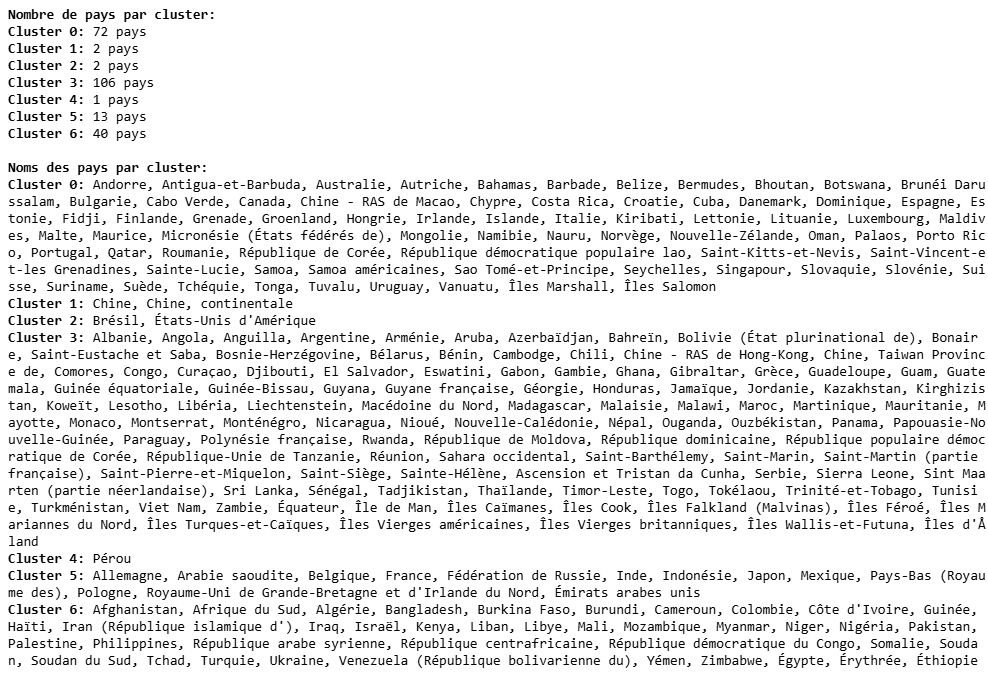 Nombre de pays par cluster:
Cluster 0: 72 pays
Cluster 1: 2 pays
Cluster 2: 2 pays
Cluster 3: 106 pays
Cluster 4: 1 pays
Cluster 5: 13 pays
Cluster 6: 40 pays

Noms des pays par cluster:
Cluster 0: Andorre, Antigua-et-Barbuda, Australie, Autriche, Bahamas, Barbade, Belize, Bermudes, Bhoutan, Botswana, Brunéi Daru
ssalam, Bulgarie, Cabo Verde, Canada, Chine - RAS de Macao, Chypre, Costa Rica, Croatie, Cuba, Danemark, Dominique, Espagne, Es
tonie, Fidji, Finlande, Grenade, Groenland, Hongrie, Irlande, Islande, Italie, Kiribati, Lettonie, Lituanie, Luxembourg, Maldiv
es, Malte, Maurice, Micronésie (États fédérés de), Mongolie, Namibie, Nauru, Norvège, Nouvelle-Zélande, Oman, Palaos, Porto Ric
o, Portugal, Qatar, Roumanie, République de Corée, République démocratique populaire lao, Saint-Kitts-et-Nevis, Saint-Vincent-e
t-les Grenadines, Sainte-Lucie, Samoa, Samoa américaines, Sao Tomé-et-Principe, Seychelles, Singapour, Slovaquie, Slovénie, Sui
sse, Suriname, Suède, Tchéquie, Tonga, Tuvalu, Uruguay, Vanuatu, Îles Marshall, Îles Salomon
Cluster 1: Chine, Chine, continentale
Cluster 2: Brésil, États-Unis d'Amérique
Cluster 3: Albanie, Angola, Anguilla, Argentine, Arménie, Aruba, Azerbaïdjan, Bahreïn, Bolivie (État plurinational de), Bonair
e, Saint-Eustache et Saba, Bosnie-Herzégovine, Bélarus, Bénin, Cambodge, Chili, Chine - RAS de Hong-Kong, Chine, Taiwan Provinc
e de, Comores, Congo, Curaçao, Djibouti, El Salvador, Eswatini, Gabon, Gambie, Ghana, Gibraltar, Grèce, Guadeloupe, Guam, Guate
mala, Guinée équatoriale, Guinée-Bissau, Guyana, Guyane française, Géorgie, Honduras, Jamaïque, Jordanie, Kazakhstan, Kirghizis
tan, Koweït, Lesotho, Libéria, Liechtenstein, Macédoine du Nord, Madagascar, Malaisie, Malawi, Maroc, Martinique, Mauritanie, M
ayotte, Monaco, Montserrat, Monténégro, Nicaragua, Nioué, Nouvelle-Calédonie, Népal, Ouganda, Ouzbékistan, Panama, Papouasie-No
uvelle-Guinée, Paraguay, Polynésie française, Rwanda, République de Moldova, République dominicaine, République populaire démoc
ratique de Corée, République-Unie de Tanzanie, Réunion, Sahara occidental, Saint-Barthélemy, Saint-Marin, Saint-Martin (partie
française), Saint-Pierre-et-Miquelon, Saint-Siège, Sainte-Hélène, Ascension et Tristan da Cunha, Serbie, Sierra Leone, Sint Maa
rten (partie néerlandaise), Sri Lanka, Sénégal, Tadjikistan, Thaïlande, Timor-Leste, Togo, Tokélaou, Trinité-et-Tobago, Tunisi
e, Turkménistan, Viet Nam, Zambie, Équateur, Île de Man, Îles Caïmanes, Îles Cook, Îles Falkland (Malvinas), Îles Féroé, Îles M
ariannes du Nord, Îles Turques-et-Caïques, Îles Vierges américaines, Îles Vierges britanniques, Îles Wallis-et-Futuna, Îles d'Å
land
Cluster 4: Pérou
Cluster 5: Allemagne, Arabie saoudite, Belgique, France, Fédération de Russie, Inde, Indonésie, Japon, Mexique, Pays-Bas (Royau
me des), Pologne, Royaume-Uni de Grande-Bretagne et d'Irlande du Nord, Émirats arabes unis
Cluster 6: Afghanistan, Afrique du Sud, Algérie, Bangladesh, Burkina Faso, Burundi, Cameroun, Colombie, Côte d'Ivoire, Guinée,
Haïti, Iran (République islamique d'), Iraq, Israël, Kenya, Liban, Libye, Mali, Mozambique, Myanmar, Niger, Nigéria, Pakistan,
Palestine, Philippines, République arabe syrienne, République centrafricaine, République démocratique du Congo, Somalie, Souda
n, Soudan du Sud, Tchad, Turquie, Ukraine, Venezuela (République bolivarienne du), Yémen, Zimbabwe, Égypte, Érythrée, Éthiopie